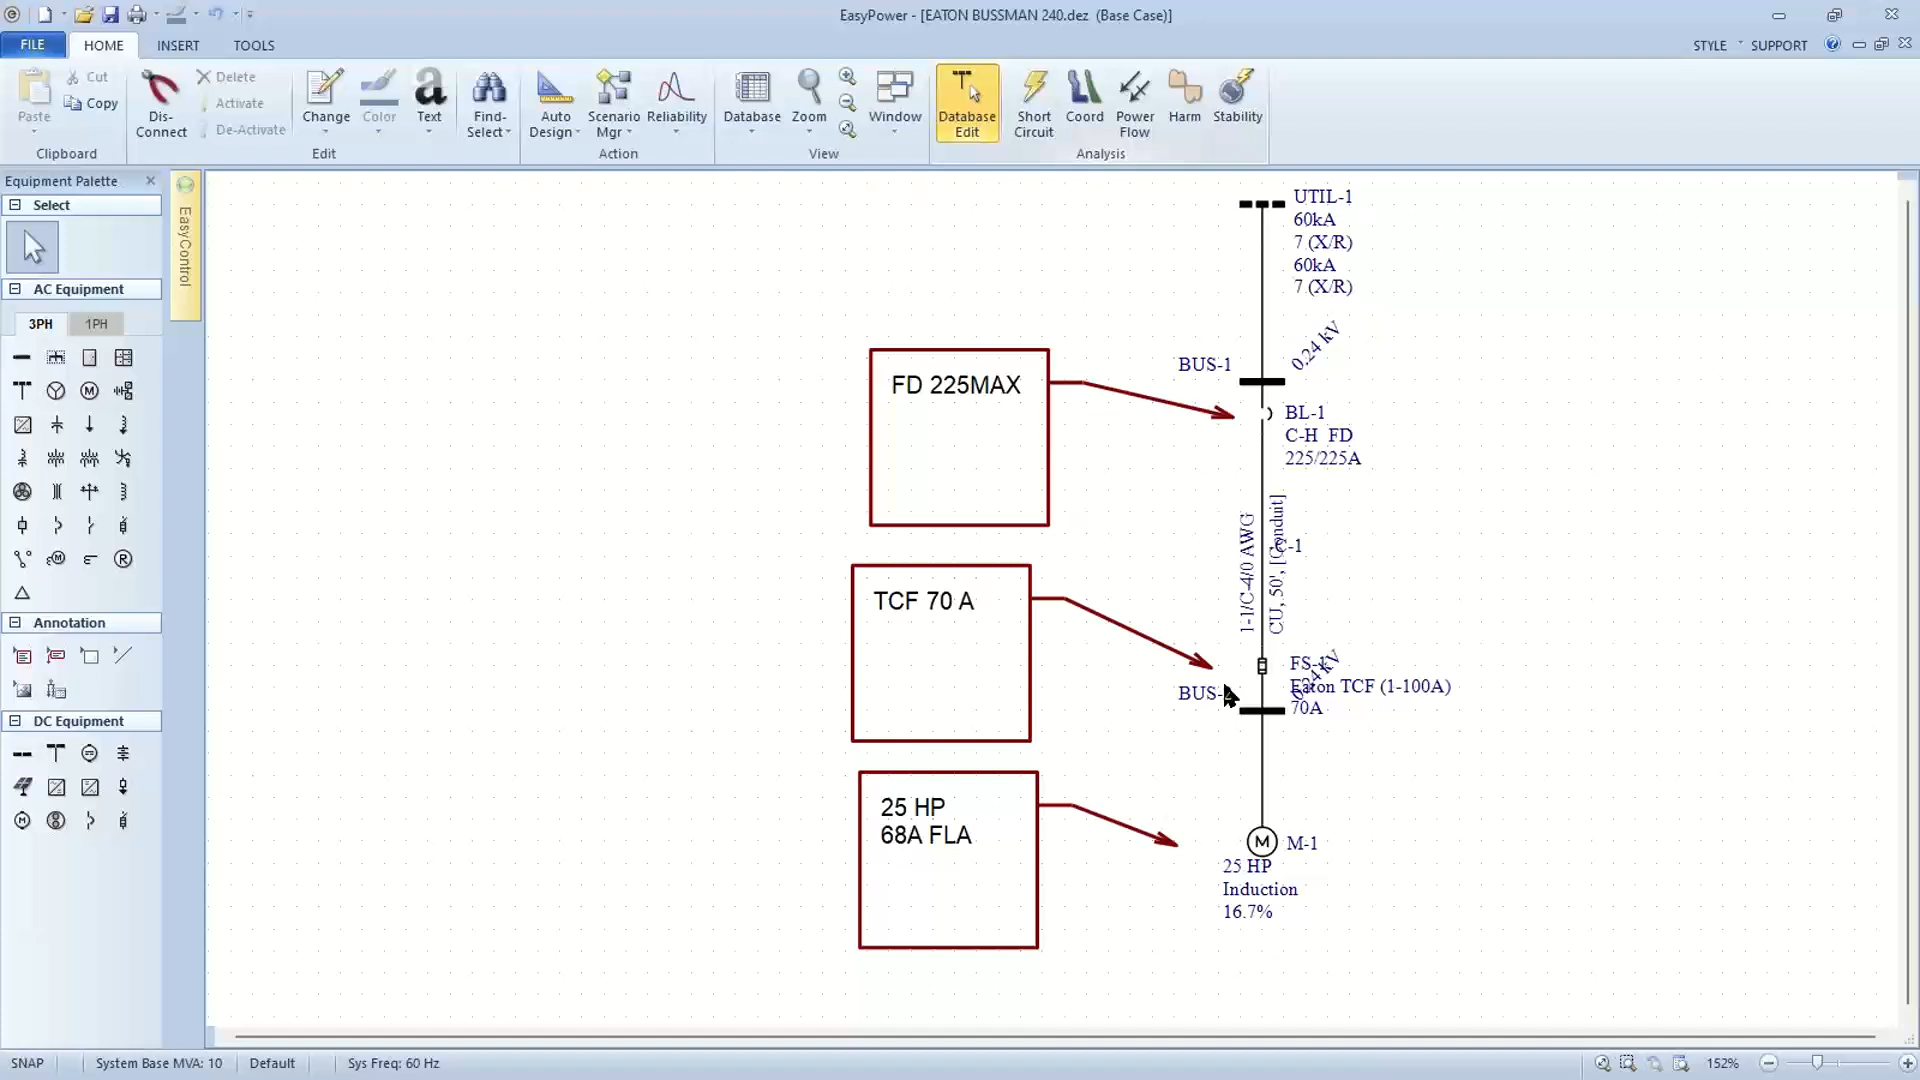 EasyPower - [EATON BUSSMAN 240.dez (Base Case)]
FILE
HOME
INSERT
TOOLS
STYLE
SUPPORT
Paste
Cut
Copy
Clipboard
Dis-
Connect
Delete
Activate
De-Activate
Change
Color
Text
Find-
Select
Edit
Auto
Design
Scenario
Mgr
Reliability
Action
Database
Zoom
Window
View
Database
Edit
Short
Circuit
Coord
Power
Flow
Harm
Stability
Analysis
Equipment Palette
Select
AC Equipment
3PH
1PH
Annotation
DC Equipment
EasyControl
UTIL-1
60kA
7 (X/R)
60kA
7 (X/R)
0.24 kV
BUS-1
FD 225MAX
BL-1
C-H FD
225/225A
1-1/C-4/0 AWG
CU, 50', [Conduit]
C-1
TCF 70 A
FS-1
BUS-
Eaton TCF (1-100A)
70A
25 HP
68A FLA
M
M-1
25 HP
Induction
16.7%
SNAP
System Base MVA: 10
Default
Sys Freq: 60 Hz
152%